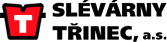 T
SLÉVÁRNY
TŘINEC, a.s.